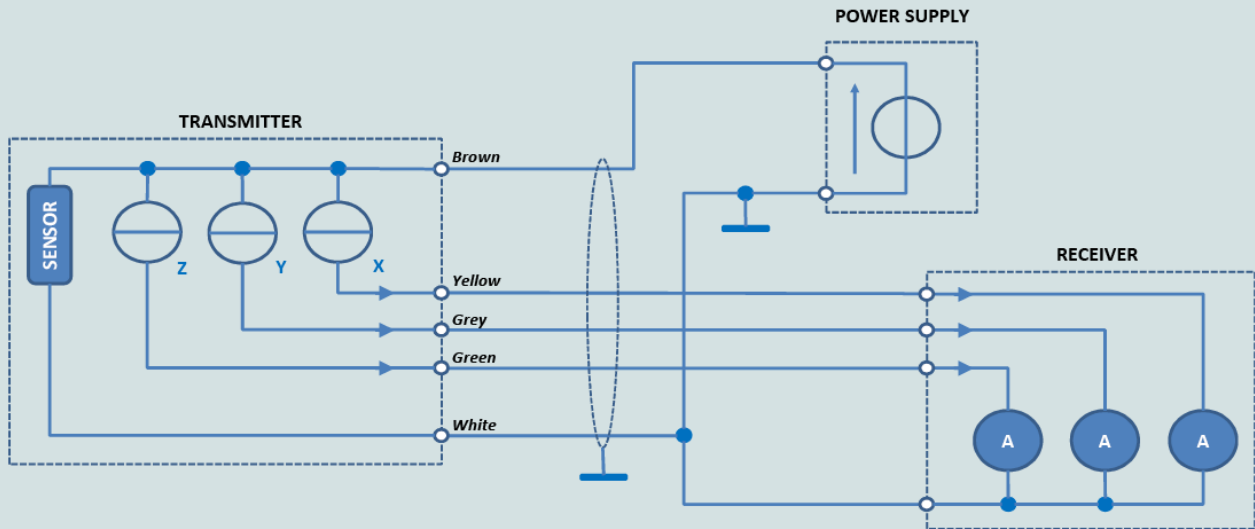 POWER SUPPLY
TRANSMITTER
Brown
SENSOR
Z
Y
X
RECEIVER
Yellow
Grey
Green
White
A
A
A